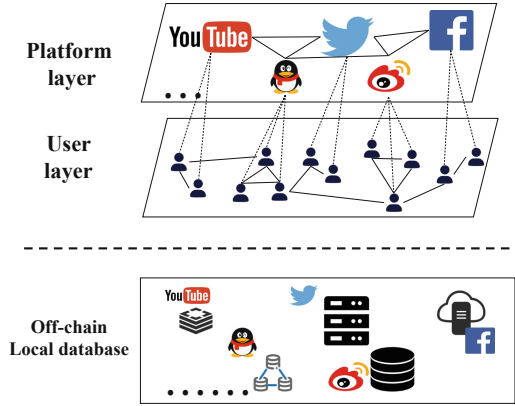 Platform
layer
YouTube
• • •
User
layer
Off-chain
Local database
YouTube
• • • • • •